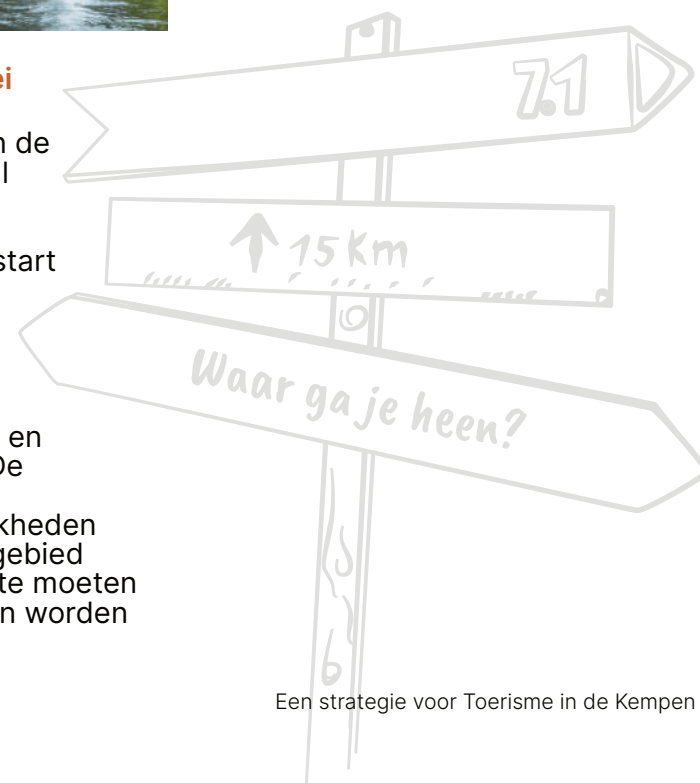 ei
n de
l
start
en
De
kheden
gebied
te moeten
n worden
7.1
15 Km
Waar ga je heen?
Een strategie voor Toerisme in de Kempen